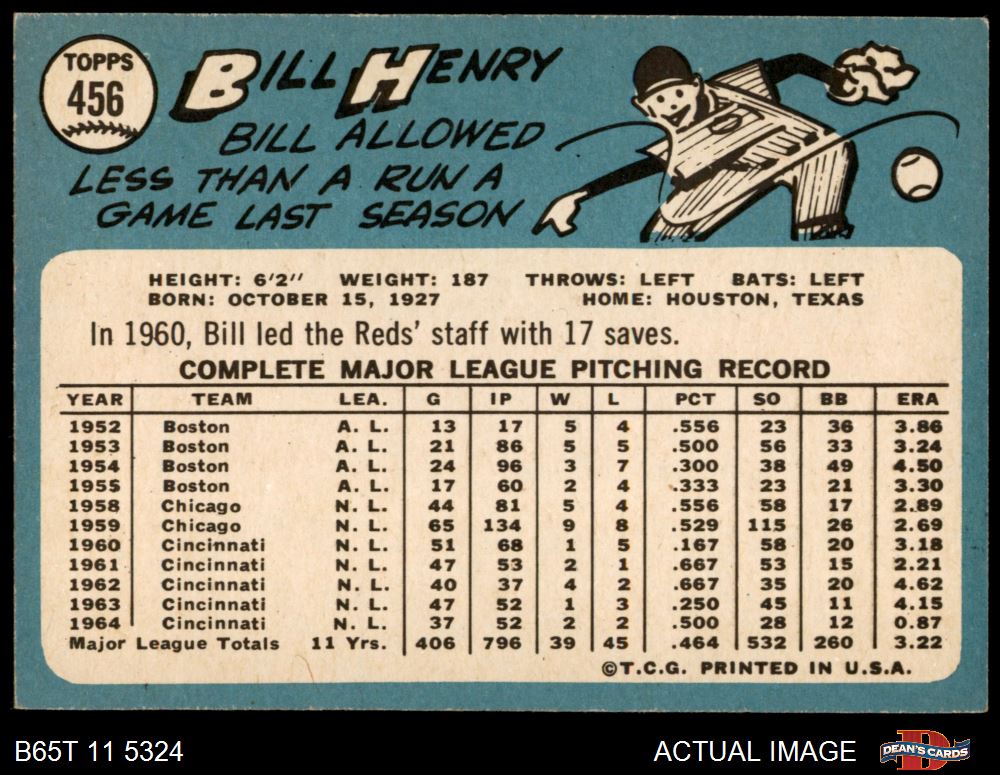 TOPPS
456
BILL HENRY
BILL ALLOWED
LESS THAN A RUN A
GAME LAST SEASON
HEIGHT: 6'2" WEIGHT: 187 THROWS: LEFT BATS: LEFT
BORN: OCTOBER 15, 1927 HOME: HOUSTON, TEXAS
In 1960, Bill led the Reds' staff with 17 saves.
COMPLETE MAJOR LEAGUE PITCHING RECORD
YEAR TEAM LEA. G IP W L PCT SO BB ERA
1952 Boston A. L. 13 17 5 4 .556 23 36 3.86
1953 Boston A. L. 21 86 5 5 .500 56 33 3.24
1954 Boston A. L. 24 96 3 7 .300 38 49 4.50
1955 Boston A. L. 17 60 2 4 .333 23 21 3.30
1958 Chicago N. L. 44 81 5 4 .556 58 17 2.89
1959 Chicago N. L. 65 134 9 8 .529 115 26 2.69
1960 Cincinnati N. L. 51 68 1 5 .167 58 20 3.18
1961 Cincinnati N. L. 47 53 2 1 .667 53 15 2.21
1962 Cincinnati N. L. 40 37 4 2 .667 35 20 4.62
1963 Cincinnati N. L. 47 52 1 3 .250 45 11 4.15
1964 Cincinnati N. L. 37 52 2 2 .500 28 12 0.87
Major League Totals 11 Yrs. 406 796 39 45 .464 532 260 3.22
©T.C.G. PRINTED IN U.S.A.
B65T 11 5324 ACTUAL IMAGE DEAN'S CARDS